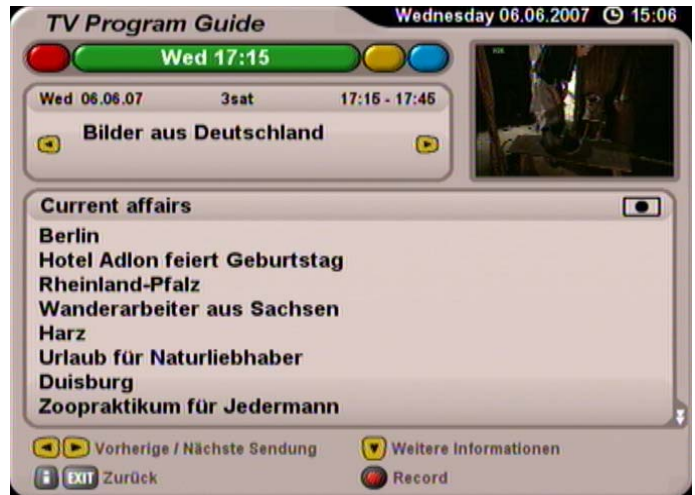 TV Program Guide
Wednesday 06.06.2007 15:06
Wed 17:15
Wed 06.06.07 3sat 17:15 - 17:45
Bilder aus Deutschland
Current affairs
Berlin
Hotel Adlon feiert Geburtstag
Rheinland-Pfalz
Wanderarbeiter aus Sachsen
Harz
Urlaub für Naturliebhaber
Duisburg
Zoopraktikum für Jedermann
Vorherige / Nächste Sendung
Weitere Informationen
i EXIT Zurück
Record